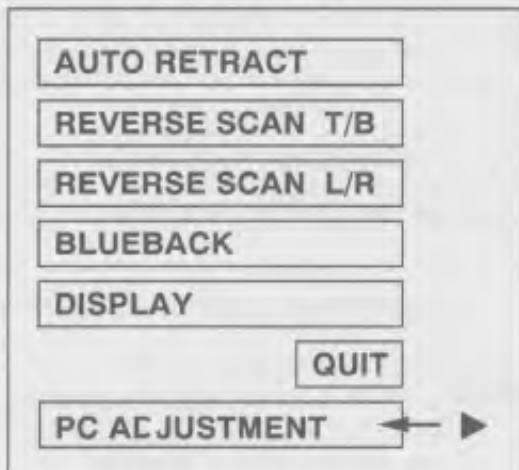 AUTO RETRACT
REVERSE SCAN T/B
REVERSE SCAN L/R
BLUEBACK
DISPLAY
QUIT
PC ADJUSTMENT